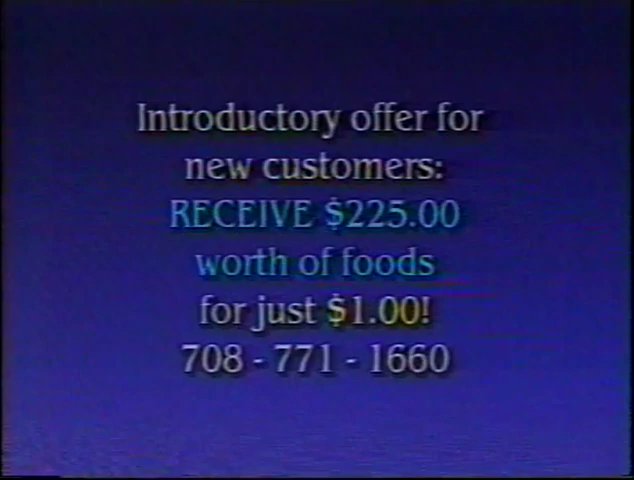 Introductory offer for
new customers:
RECEIVE $225.00
worth of foods
for just $1.00!
708 - 771 - 1660